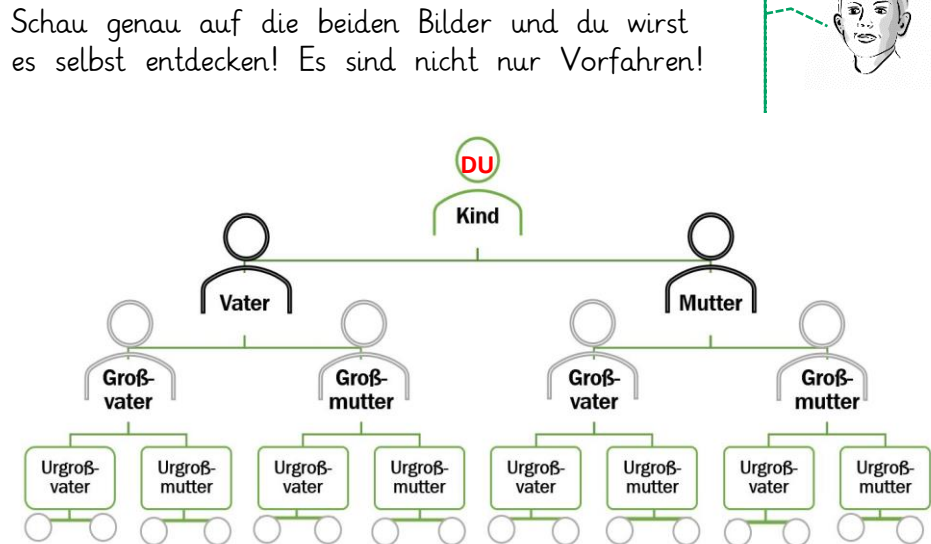 Schau genau auf die beiden Bilder und du wirst
es selbst entdecken! Es sind nicht nur Vorfahren!
DU
Kind
Vater
Mutter
Groß-
vater
Groß-
mutter
Groß-
vater
Groß-
mutter
Urgroß-
vater
Urgroß-
mutter
Urgroß-
vater
Urgroß-
mutter
Urgroß-
vater
Urgroß-
mutter
Urgroß-
vater
Urgroß-
mutter